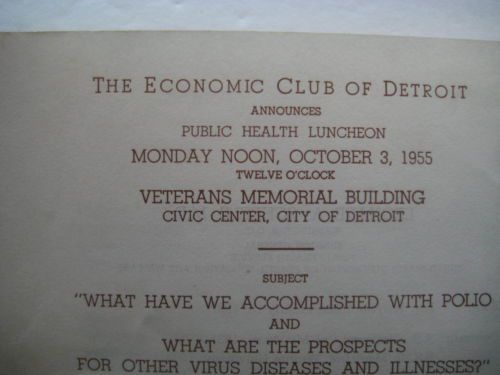 THE ECONOMIC CLUB OF DETROIT
ANNOUNCES
PUBLIC HEALTH LUNCHEON
MONDAY NOON, OCTOBER 3, 1955
TWELVE O'CLOCK
VETERANS MEMORIAL BUILDING
CIVIC CENTER, CITY OF DETROIT
SUBJECT
"WHAT HAVE WE ACCOMPLISHED WITH POLIO
AND
WHAT ARE THE PROSPECTS
FOR OTHER VIRUS DISEASES AND ILLNESSES?"